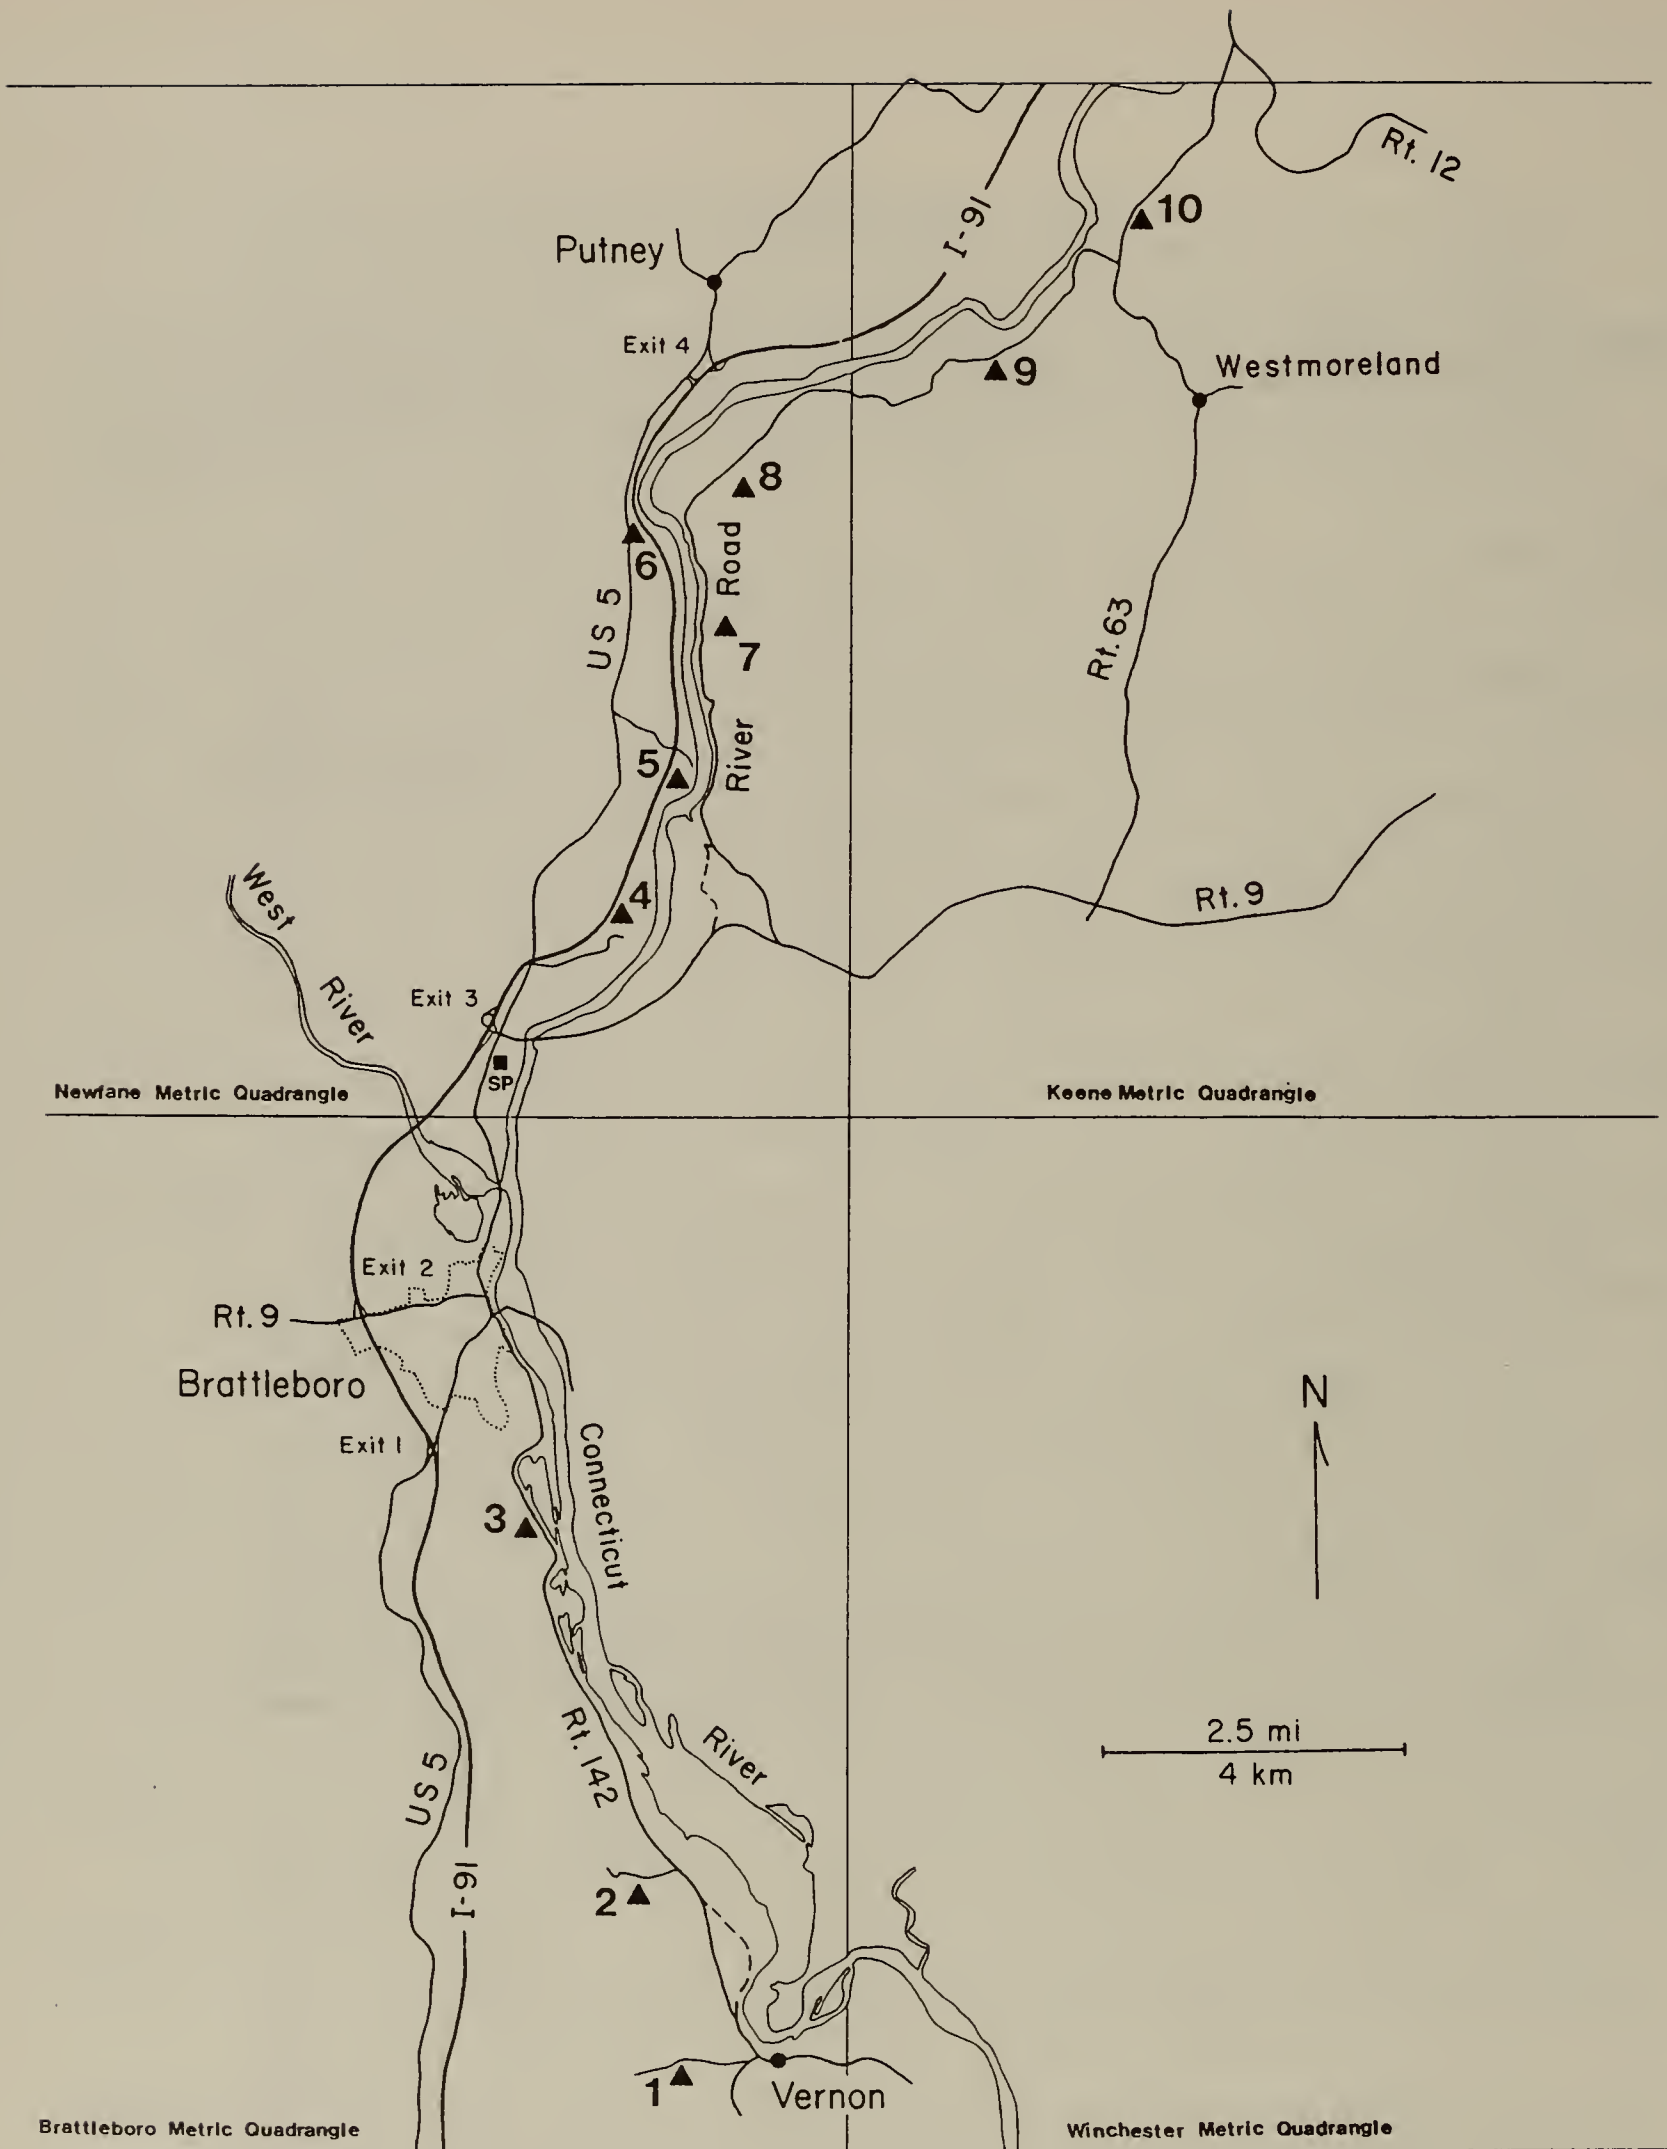 Rt. 12
10
I-91
Putney
Exit 4
Westmoreland
9
8
6
Road
US 5
7
Rt. 63
River
5
4
Rt. 9
West
River
Exit 3
SP
Newfane Metric Quadrangle
Keene Metric Quadrangle
Exit 2
Rt. 9
Brattleboro
N
Exit 1
Connecticut
3
2.5 mi
4 km
Rt. 142
River
US 5
I-91
2
1
Vernon
Brattleboro Metric Quadrangle
Winchester Metric Quadrangle